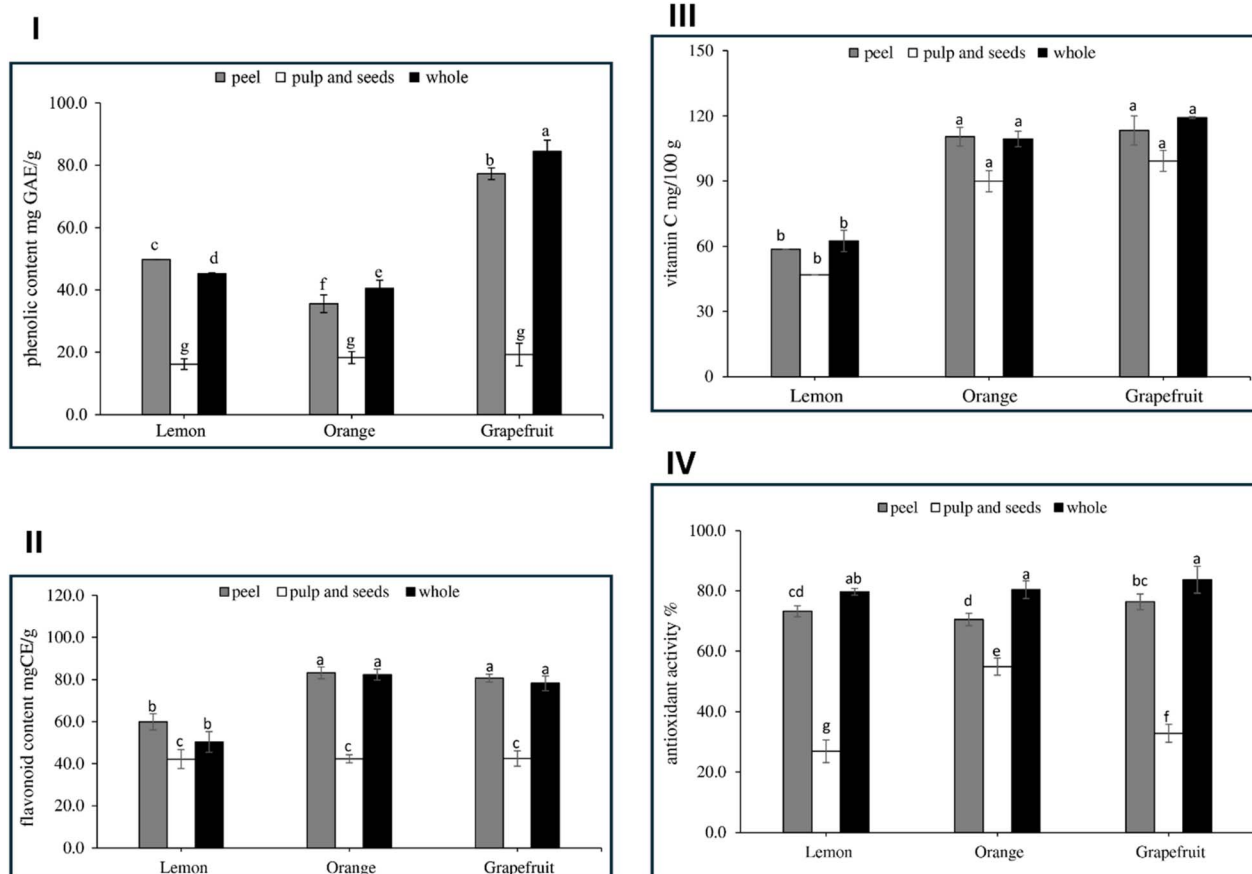 I
peel pulp and seeds whole
phenolic content mg GAE/g
100.0
80.0
60.0
40.0
20.0
0.0
c
g
d
f
g
e
b
g
a
Lemon Orange Grapefruit
II
peel pulp and seeds whole
flavonoid content mgCE/g
120.0
100.0
80.0
60.0
40.0
20.0
0.0
b
c
b
a
c
a
a
c
a
Lemon Orange Grapefruit
III
peel pulp and seeds whole
vitamin C mg/100 g
150
120
90
60
30
0
b
b
b
a
a
a
a
a
a
Lemon Orange Grapefruit
IV
peel pulp and seeds whole
antioxidant activity %
100.0
80.0
60.0
40.0
20.0
0.0
cd
g
ab
d
e
a
bc
f
a
Lemon Orange Grapefruit